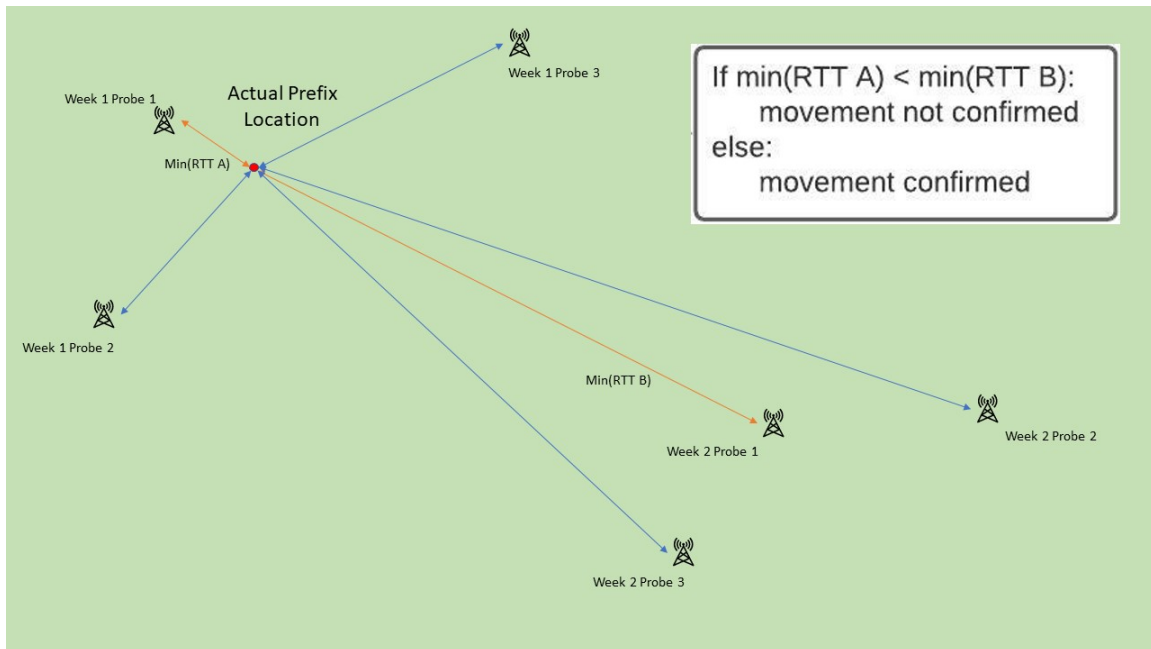 Week 1 Probe 3
Week 1 Probe 1
Actual Prefix
Location
Min(RTT A)
If min(RTT A) < min(RTT B):
movement not confirmed
else:
movement confirmed
Week 1 Probe 2
Min(RTT B)
Week 2 Probe 1
Week 2 Probe 2
Week 2 Probe 3